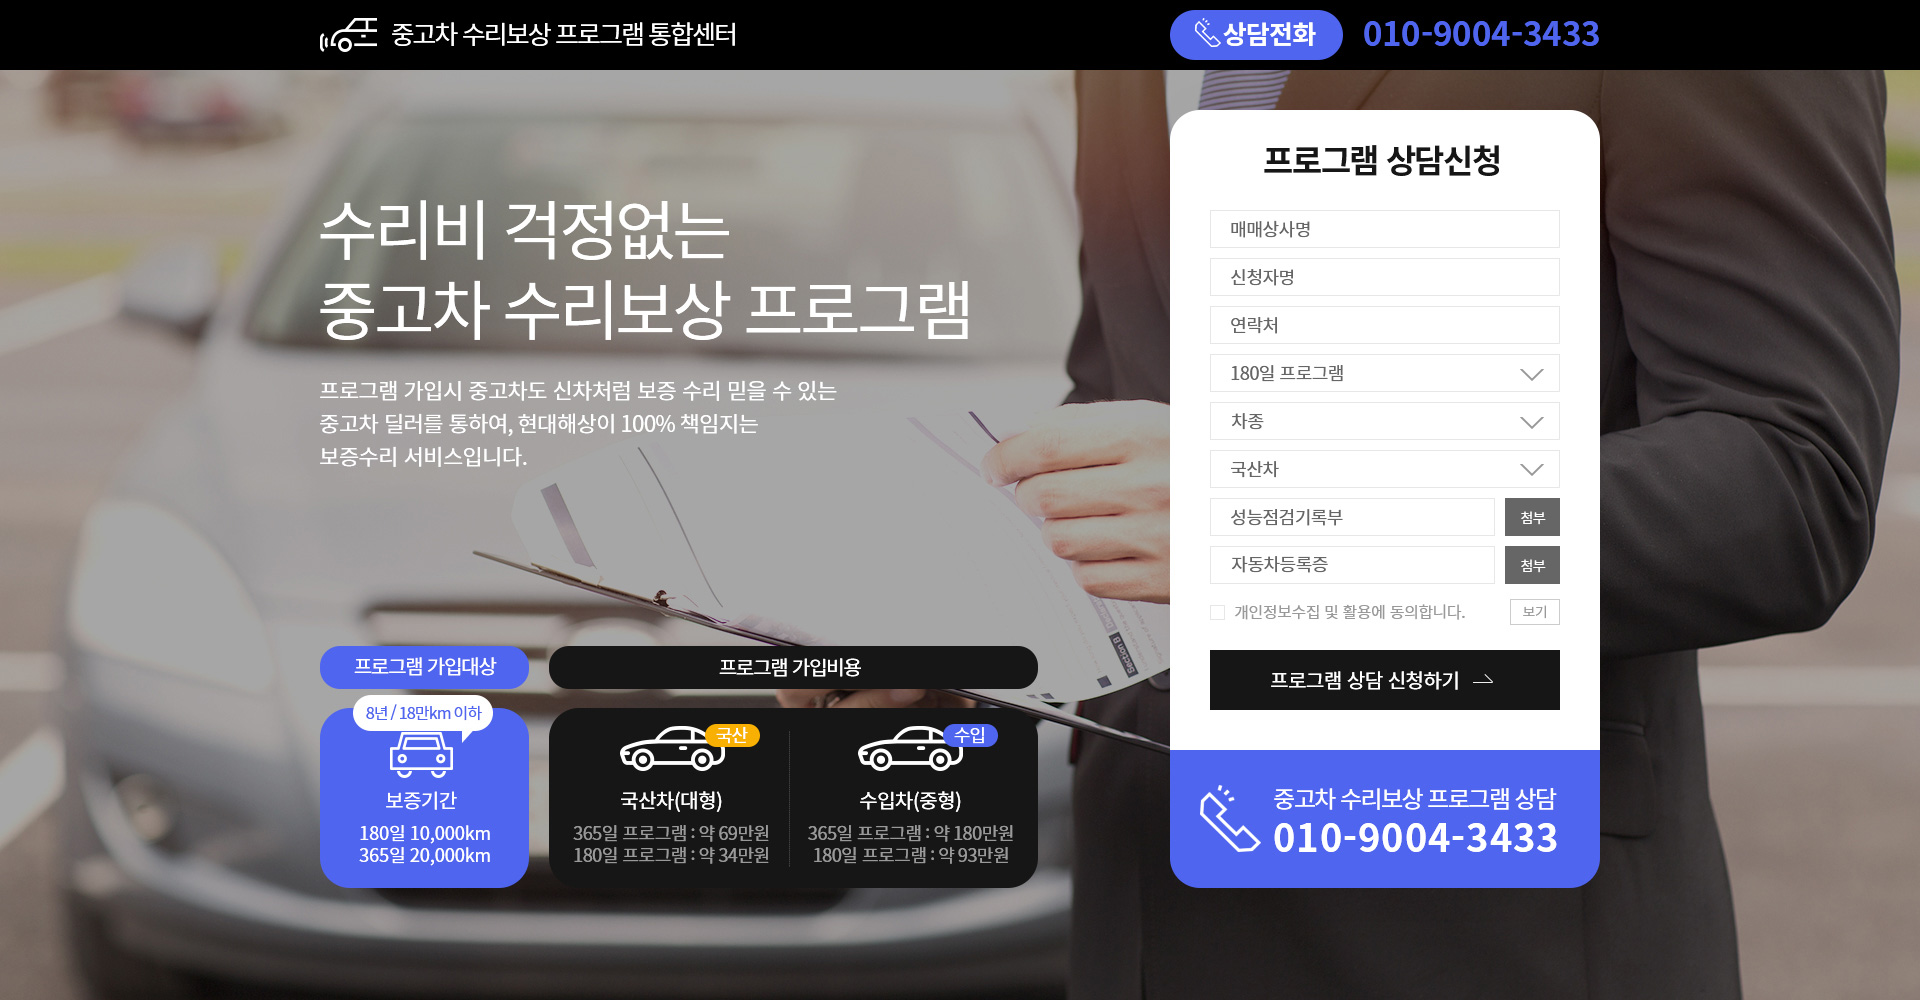 중고차 수리보상 프로그램 통합센터
상담전화 010-9004-3433
수리비 걱정없는
중고차 수리보상 프로그램
프로그램 가입시 중고차도 신차처럼 보증 수리 믿을 수 있는
중고차 딜러를 통하여, 현대해상이 100% 책임지는
보증수리 서비스입니다.
프로그램 가입대상
8년 / 18만km 이하
보증기간
180일 10,000km
365일 20,000km
프로그램 가입비용
국산
국산차(대형)
365일 프로그램 : 약 69만원
180일 프로그램 : 약 34만원
수입
수입차(중형)
365일 프로그램 : 약 180만원
180일 프로그램 : 약 93만원
프로그램 상담신청
매매상사명
신청자명
연락처
180일 프로그램
차종
국산차
성능점검기록부 첨부
자동차등록증 첨부
개인정보수집 및 활용에 동의합니다. 보기
프로그램 상담 신청하기
중고차 수리보상 프로그램 상담
010-9004-3433
Section B